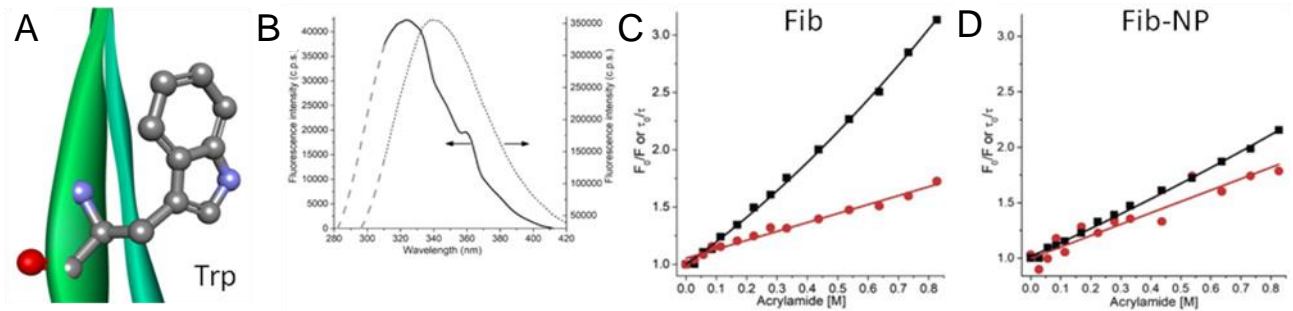 A
Trp
B
Fluorescence intensity (c.p.s.)
40000
35000
30000
25000
20000
15000
10000
5000
0
280 300 320 340 360 380 400 420
Wavelength (nm)
350000
300000
250000
200000
150000
100000
50000
Fluorescence intensity (c.p.s.)
C
Fib
F₀/F or τ₀/τ
3.0
2.5
2.0
1.5
1.0
0.0 0.1 0.2 0.3 0.4 0.5 0.6 0.7 0.8
Acrylamide [M]
D
Fib-NP
F₀/F or τ₀/τ
3.0
2.5
2.0
1.5
1.0
0.0 0.1 0.2 0.3 0.4 0.5 0.6 0.7 0.8
Acrylamide [M]